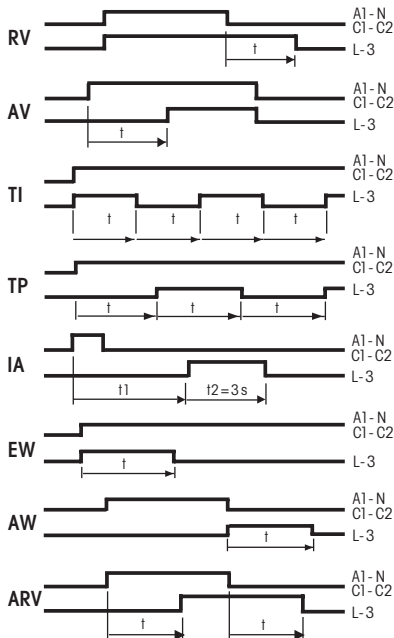 RV
A1-N
C1-C2
t
L-3
AV
A1-N
C1-C2
L-3
t
TI
A1-N
C1-C2
L-3
t t t t
TP
A1-N
C1-C2
L-3
t t t
IA
A1-N
C1-C2
L-3
t1 t2=3s
EW
A1-N
C1-C2
t
L-3
AW
A1-N
C1-C2
L-3
t
ARV
A1-N
C1-C2
L-3
t t